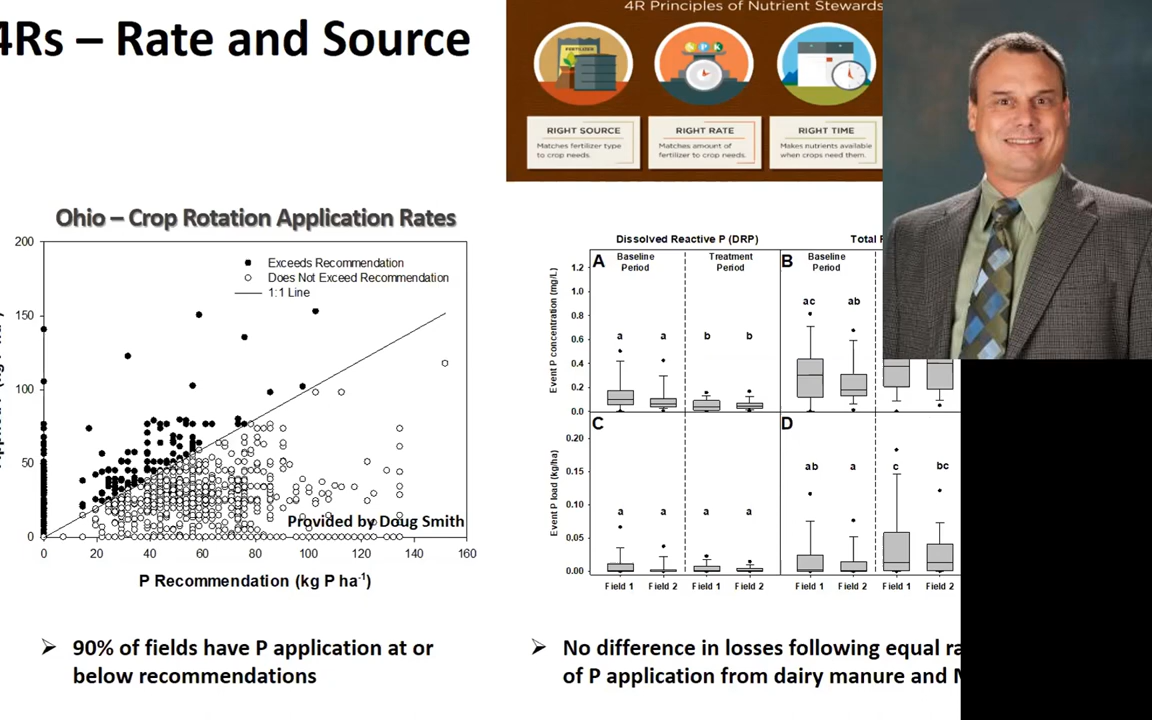 4Rs – Rate and Source
4R Principles of Nutrient Stewards
FERTILIZER
N P K
RIGHT SOURCE
Matches fertilizer type
to crop needs.
RIGHT RATE
Matches amount of
fertilizer to crop needs.
RIGHT TIME
Makes nutrients available
when crops need them.
Ohio – Crop Rotation Application Rates
200
150
100
50
0
Exceeds Recommendation
Does Not Exceed Recommendation
1:1 Line
Provided by Doug Smith
0 20 40 60 80 100 120 140 160
P Recommendation (kg P ha-1)
90% of fields have P application at or
below recommendations
Dissolved Reactive P (DRP)
Total
A
Baseline
Period
Treatment
Period
B
Baseline
Period
Event P concentration (mg/L)
1.2
1.0
0.8
0.6
0.4
0.2
0.0
a a b b
ac ab
C
D
Event P load (kg/ha)
0.20
0.15
0.10
0.05
0.00
a a a a
ab a c bc
Field 1 Field 2 Field 1 Field 2 Field 1 Field 2 Field 1 Field 2
No difference in losses following equal ra
of P application from dairy manure and